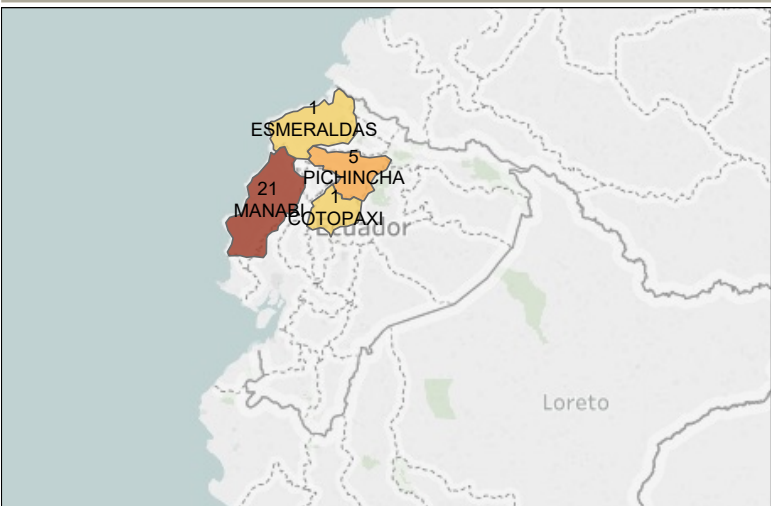 1
ESMERALDAS
5
PICHINCHA
21
MANABI
1
COTOPAXI
Ecuador
Loreto